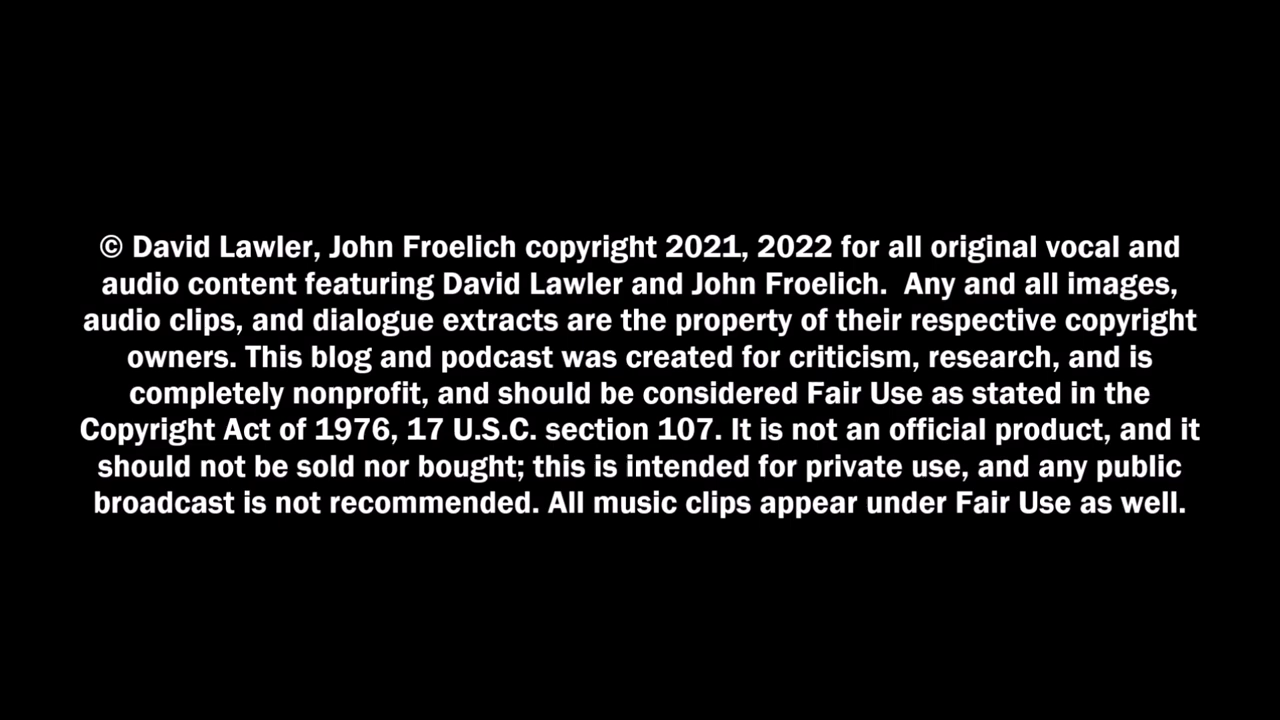 © David Lawler, John Froelich copyright 2021, 2022 for all original vocal and
audio content featuring David Lawler and John Froelich.  Any and all images,
audio clips, and dialogue extracts are the property of their respective copyright
owners. This blog and podcast was created for criticism, research, and is
completely nonprofit, and should be considered Fair Use as stated in the
Copyright Act of 1976, 17 U.S.C. section 107. It is not an official product, and it
should not be sold nor bought; this is intended for private use, and any public
broadcast is not recommended. All music clips appear under Fair Use as well.